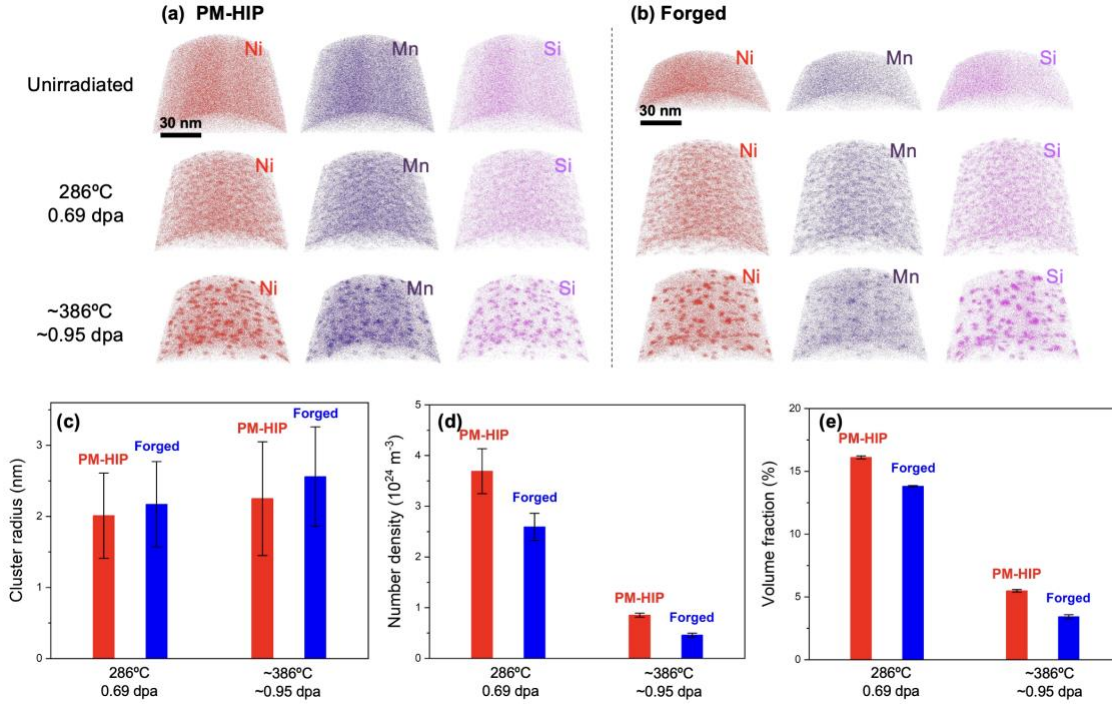 (a) PM-HIP
(b) Forged
Unirradiated
Ni
Mn
Si
Ni
Mn
Si
30 nm
30 nm
286ºC
0.69 dpa
Ni
Mn
Si
Ni
Mn
Si
~386ºC
~0.95 dpa
Ni
Mn
Si
Ni
Mn
Si
(c)
Cluster radius (nm)
3
2
1
0
PM-HIP
Forged
PM-HIP
Forged
286ºC
0.69 dpa
~386ºC
~0.95 dpa
(d)
Number density (10²⁴ m⁻³)
5
4
3
2
1
0
PM-HIP
Forged
PM-HIP
Forged
286ºC
0.69 dpa
~386ºC
~0.95 dpa
(e)
Volume fraction (%)
20
15
10
5
0
PM-HIP
Forged
PM-HIP
Forged
286ºC
0.69 dpa
~386ºC
~0.95 dpa